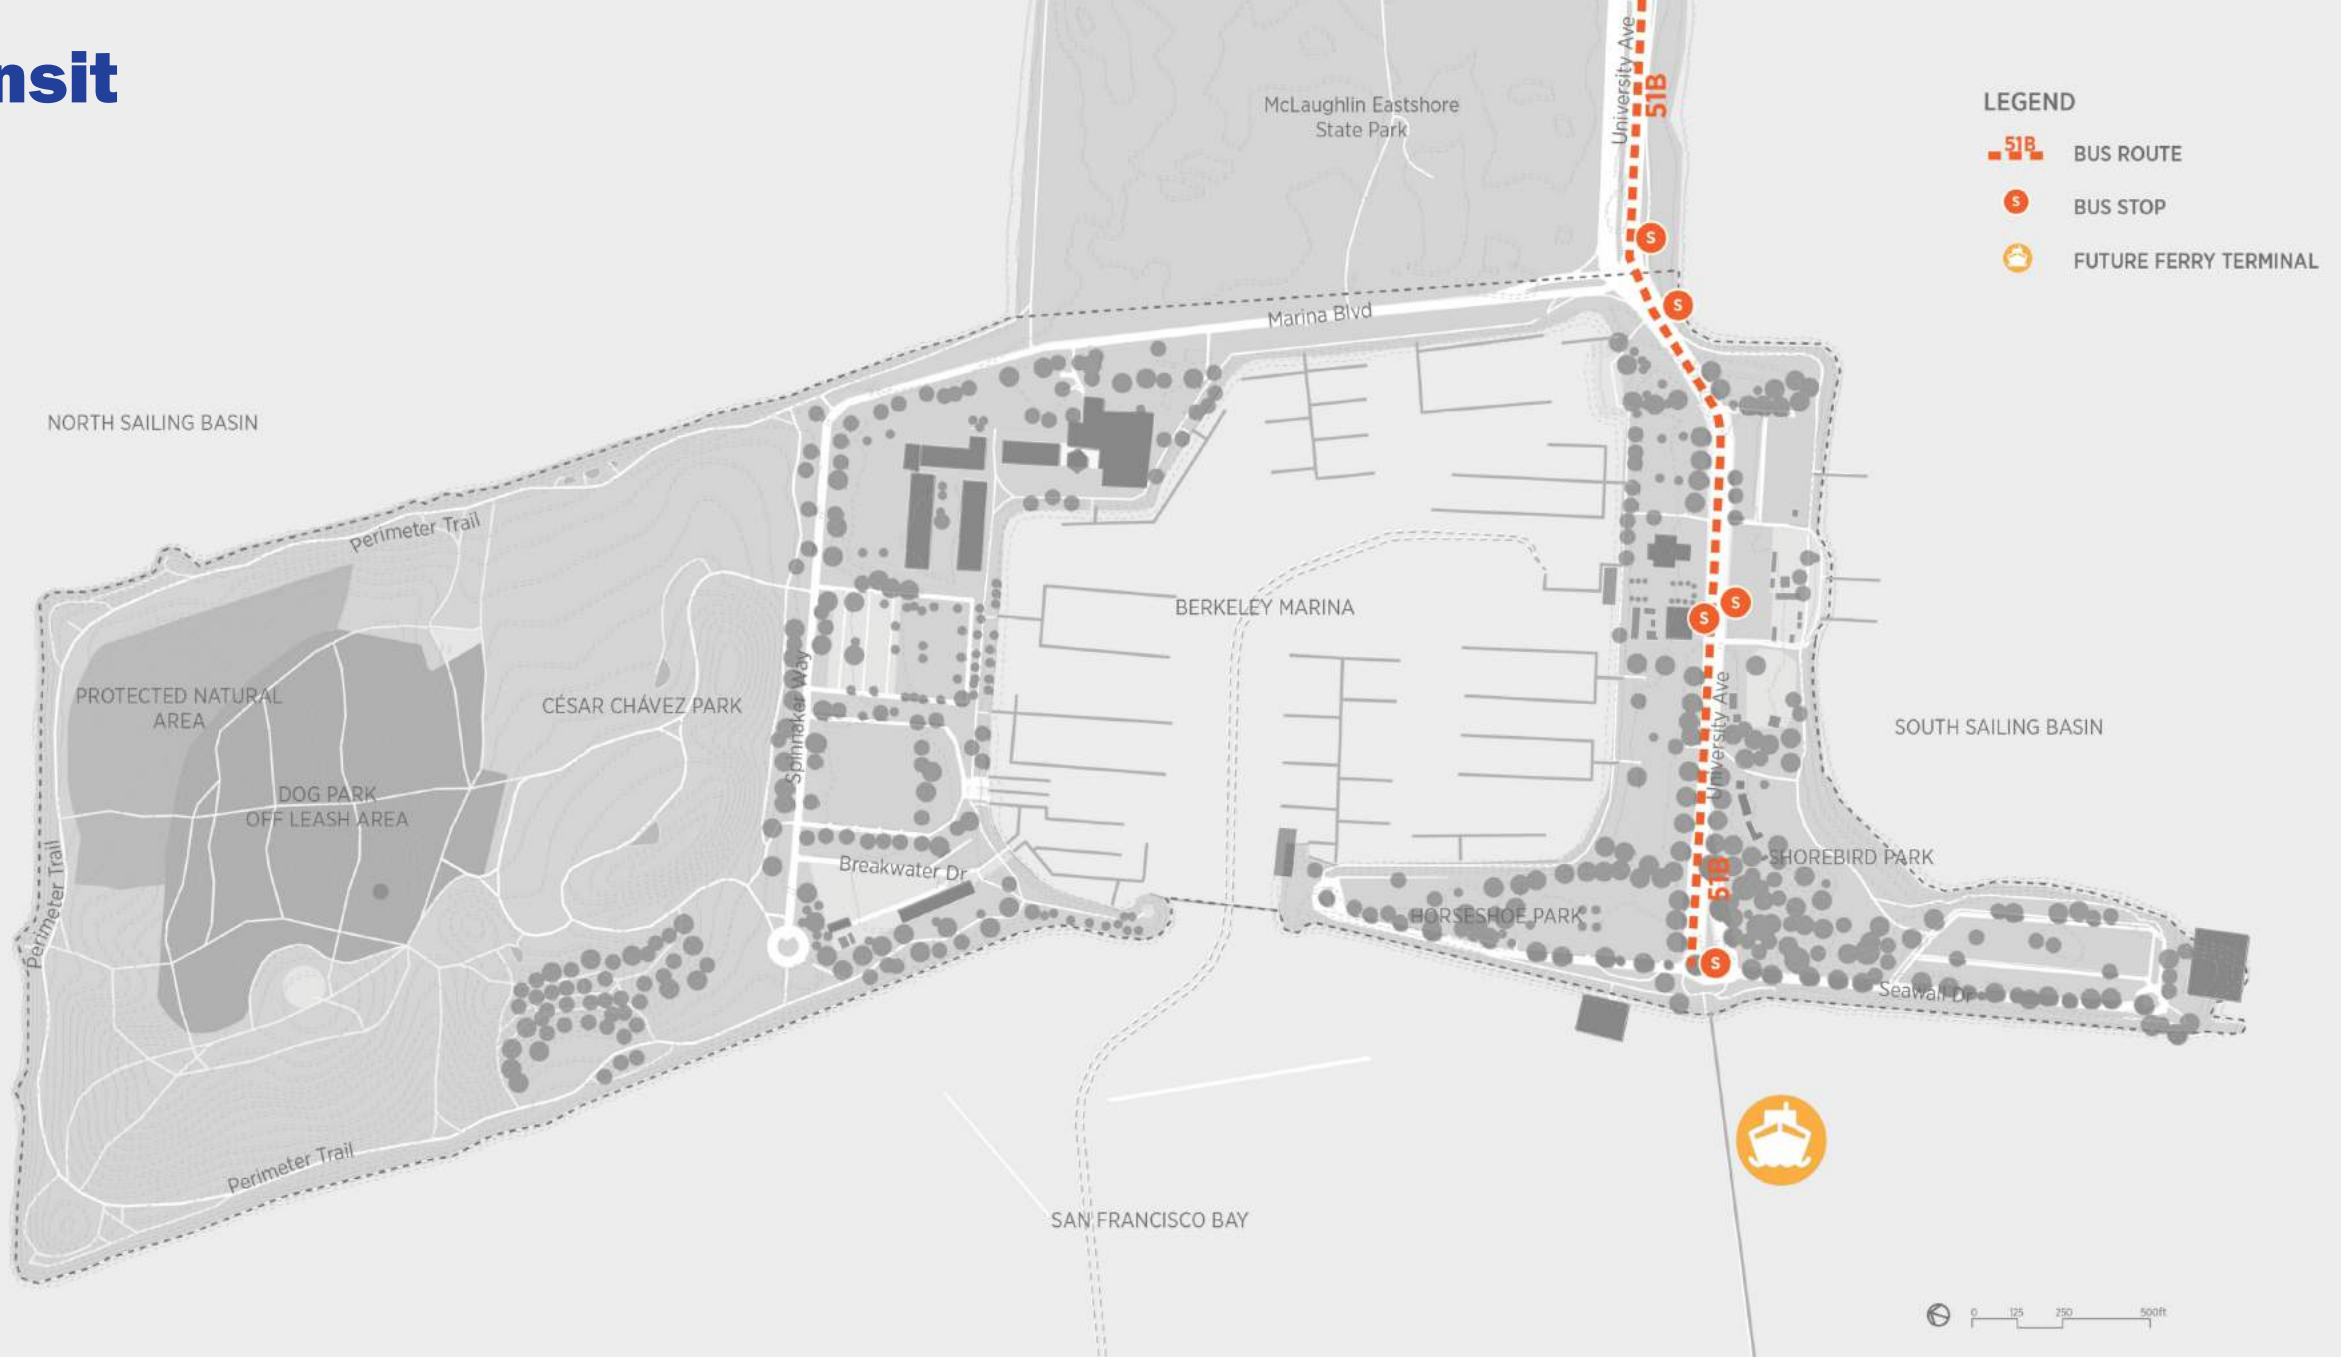 nsit
University Ave
51B
McLaughlin Eastshore
State Park
LEGEND
51B
BUS ROUTE
S
BUS STOP
FUTURE FERRY TERMINAL
S
S
Marina Blvd
NORTH SAILING BASIN
Perimeter Trail
BERKELEY MARINA
S
S
PROTECTED NATURAL
AREA
CÉSAR CHÁVEZ PARK
Spinnaker Way
University Ave
SOUTH SAILING BASIN
DOG PARK
OFF LEASH AREA
Perimeter Trail
Breakwater Dr
SHOREBIRD PARK
51B
HORSESHOE PARK
S
Seawall Dr
Perimeter Trail
SAN FRANCISCO BAY
0 125 250 500ft